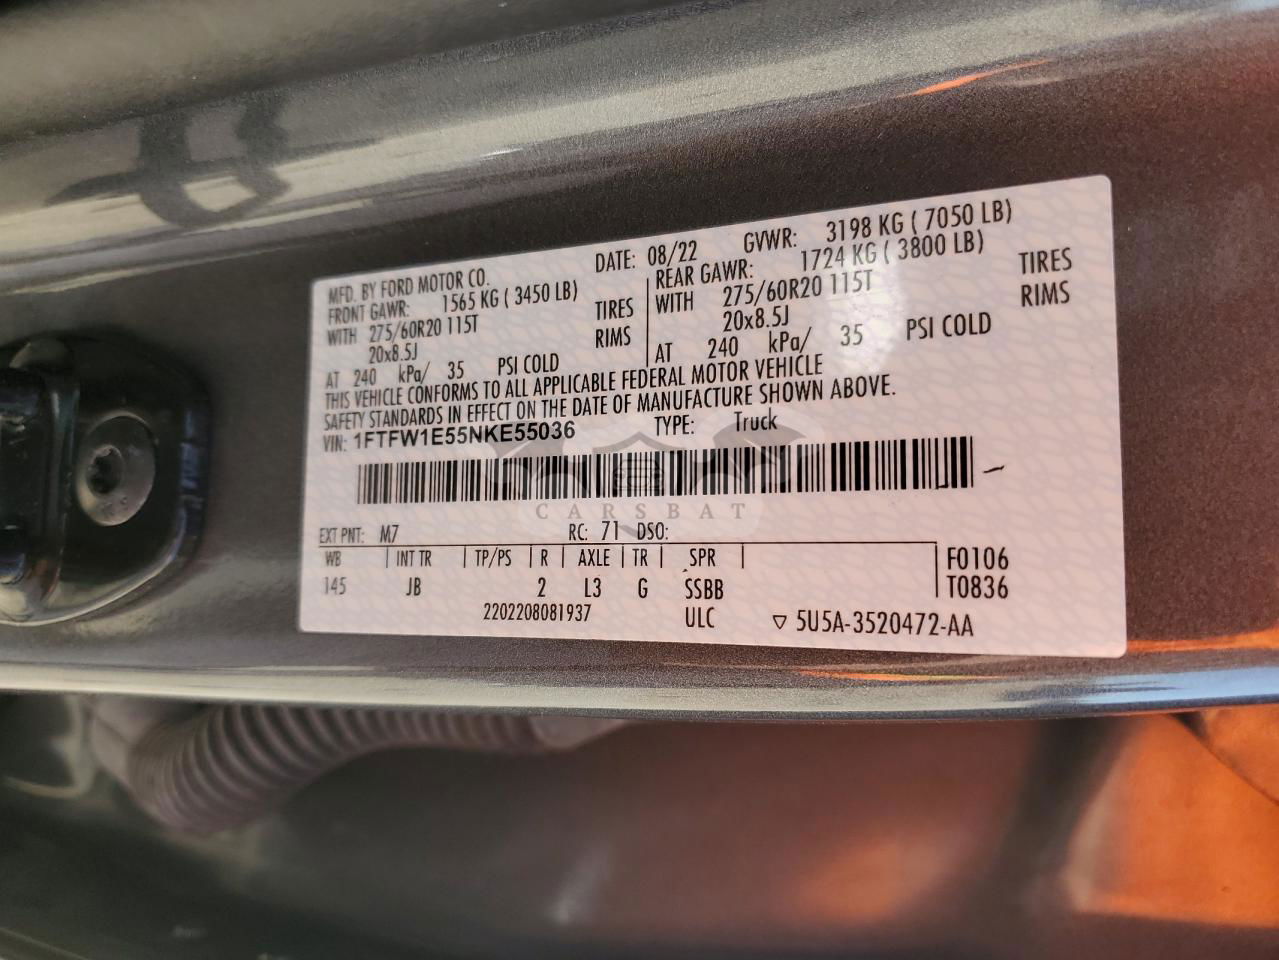 MFD. BY FORD MOTOR CO. DATE: 08/22 GVWR: 3198 KG ( 7050 LB)
FRONT GAWR: 1565 KG ( 3450 LB) REAR GAWR: 1724 KG ( 3800 LB)
WITH 275/60R20 115T TIRES WITH 275/60R20 115T TIRES
20x8.5J RIMS 20x8.5J RIMS
AT 240 kPa/ 35 PSI COLD AT 240 kPa/ 35 PSI COLD
THIS VEHICLE CONFORMS TO ALL APPLICABLE FEDERAL MOTOR VEHICLE
SAFETY STANDARDS IN EFFECT ON THE DATE OF MANUFACTURE SHOWN ABOVE.
VIN: 1FTFW1E55NKE55036 TYPE: Truck
CARSBAT
EXT PNT: M7 RC: 71 DSO:
WB INT TR TP/PS R AXLE TR SPR F0106
145 JB 2 L3 G SSBB T0836
2202208081937 ULC ▽ 5U5A-3520472-AA